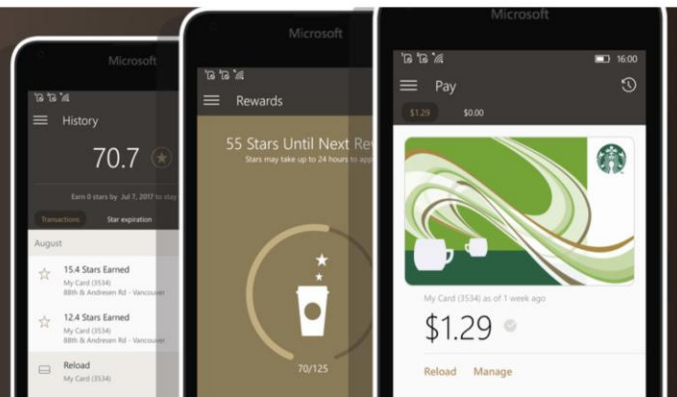 Microsoft
History
70.7
Earn 0 stars by Jul 7, 2017 to stay
Transactions Star expiration
August
15.4 Stars Earned
My Card (3534)
88th & Andresen Rd - Vancouver
12.4 Stars Earned
My Card (3534)
88th & Andresen Rd - Vancouver
Reload
My Card (3534)
Microsoft
Rewards
55 Stars Until Next Re
Stars may take up to 24 hours to app
70/125
Microsoft
16:00
Pay
$1.29 $0.00
My Card (3534) as of 1 week ago
$1.29
Reload Manage